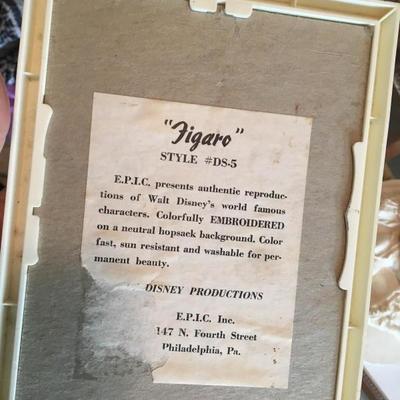 "Figaro"
STYLE #DS-5
E.P.I.C. presents authentic reproduc-
tions of Walt Disney's world famous
characters. Colorfully EMBROIDERED
on a neutral hopsack background. Color
fast, sun resistant and washable for per-
manent beauty.
DISNEY PRODUCTIONS
E.P.I.C. Inc.
147 N. Fourth Street
Philadelphia, Pa.